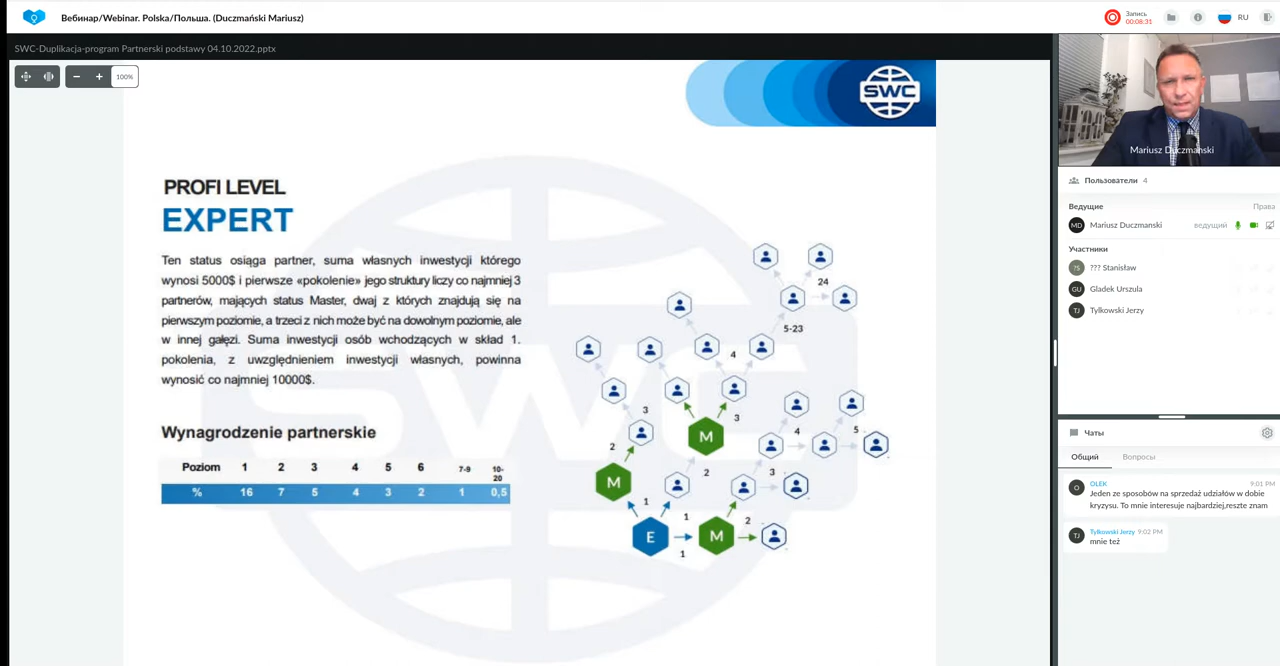 Вебинар/Webinar. Polska/Польша. (Duczmański Mariusz)
Запись
00:08:31
RU
SWC-Duplikacja-program Partnerski podstawy 04.10.2022.pptx
100%
SWC
PROFI LEVEL
EXPERT
Ten status osiąga partner, suma własnych inwestycji którego
wynosi 5000$ i pierwsze «pokolenie» jego struktury liczy co najmniej 3
partnerów, mających status Master, dwaj z których znajdują się na
pierwszym poziomie, a trzeci z nich może być na dowolnym poziomie, ale
w innej gałęzi. Suma inwestycji osób wchodzących w skład 1.
pokolenia, z uwzględnieniem inwestycji własnych, powinna
wynosić co najmniej 10000$.
Wynagrodzenie partnerskie
Poziom 1 2 3 4 5 6 7-9 10-20
% 16 7 5 4 3 2 1 0,5
24
5-23
4
3
3
M
4
5
2
2
3
M
1
1
2
E
M
1
Mariusz Duczmanski
Пользователи 4
Ведущие Права
MD Mariusz Duczmanski ведущий
Участники
?S ??? Stanisław
GU Gladek Urszula
TJ Tylkowski Jerzy
Чаты
Общий Вопросы
O OLEK 9:01 PM
Jeden ze sposobów na sprzedaż udziałów w dobie
kryzysu. To mnie interesuje najbardziej,reszte znam
TJ Tylkowski Jerzy 9:02 PM
mnie też